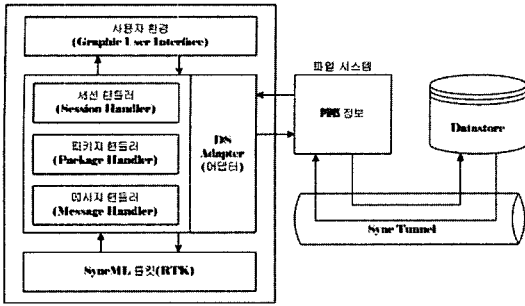 사용자 환경
(Graphic User Interface)
세션 핸들러
(Session Handler)
패키지 핸들러
(Package Handler)
메시지 핸들러
(Message Handler)
DS
Adapter
(어댑터)
SyncML 툴킷(RTK)
파일 시스템
PIMS 정보
Datastore
Sync Tunnel